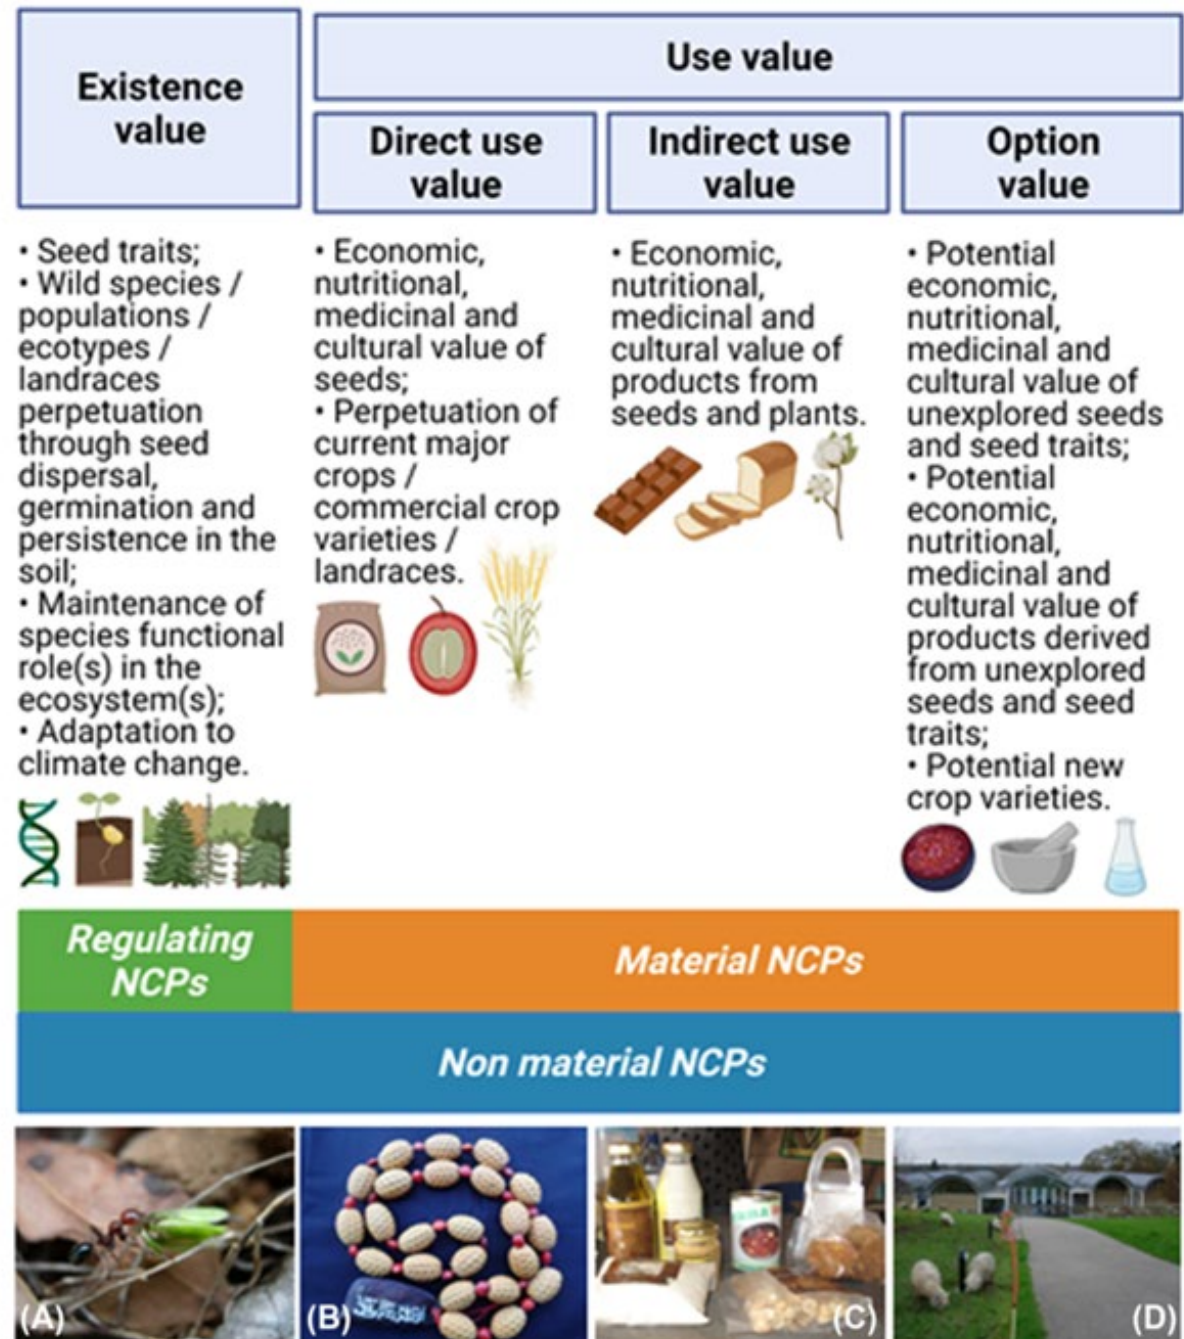 Existence
value
Use value
Direct use
value
Indirect use
value
Option
value
• Seed traits;
• Wild species /
populations /
ecotypes /
landraces
perpetuation
through seed
dispersal,
germination and
persistence in the
soil;
• Maintenance of
species functional
role(s) in the
ecosystem(s);
• Adaptation to
climate change.
• Economic,
nutritional,
medicinal and
cultural value of
seeds;
• Perpetuation of
current major
crops /
commercial crop
varieties /
landraces.
• Economic,
nutritional,
medicinal and
cultural value of
products from
seeds and plants.
• Potential
economic,
nutritional,
medicinal and
cultural value of
unexplored seeds
and seed traits;
• Potential
economic,
nutritional,
medicinal and
cultural value of
products derived
from unexplored
seeds and seed
traits;
• Potential new
crop varieties.
Regulating
NCPs
Material NCPs
Non material NCPs
(A)
(B)
(C)
(D)